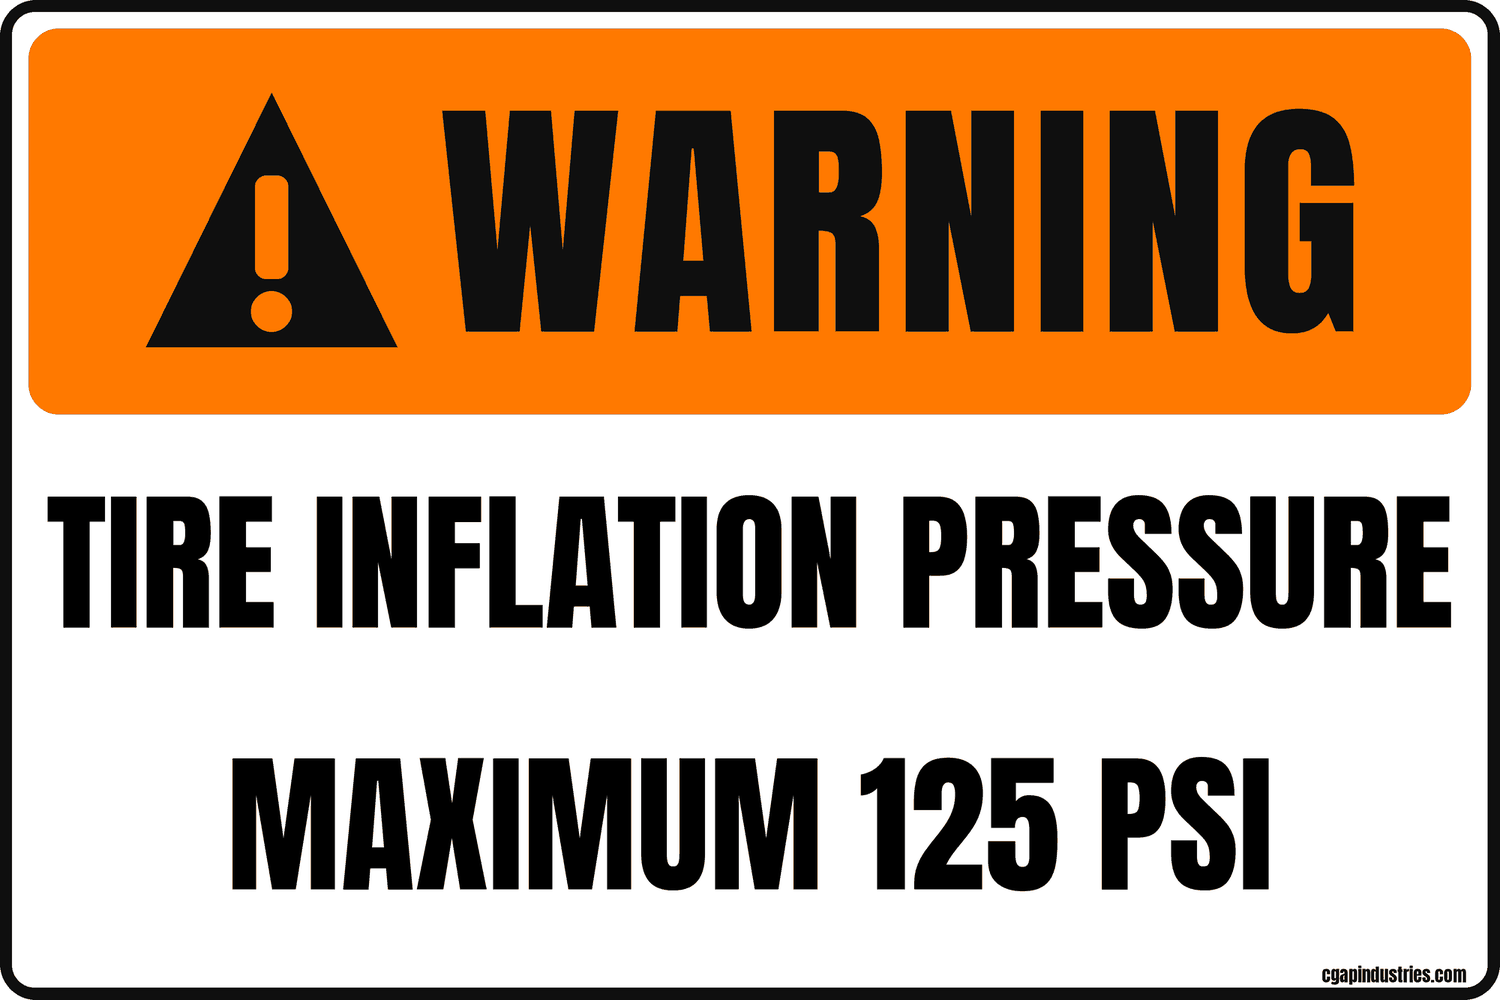 WARNING
TIRE INFLATION PRESSURE
MAXIMUM 125 PSI
cgapindustries.com